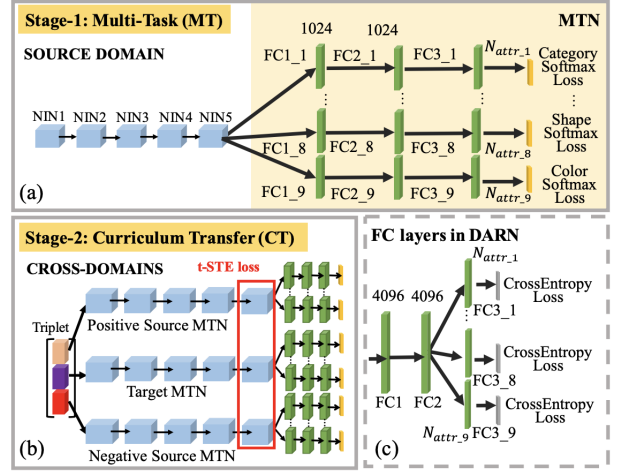 Stage-1: Multi-Task (MT)
MTN
SOURCE DOMAIN
1024
1024
FC1_1
FC2_1
FC3_1
N_attr_1
Category
Softmax
Loss
NIN1
NIN2
NIN3
NIN4
NIN5
FC1_8
FC2_8
FC3_8
N_attr_8
Shape
Softmax
Loss
FC1_9
FC2_9
FC3_9
N_attr_9
Color
Softmax
Loss
(a)
Stage-2: Curriculum Transfer (CT)
CROSS-DOMAINS
t-STE loss
Triplet
Positive Source MTN
Target MTN
Negative Source MTN
(b)
FC layers in DARN
N_attr_1
4096
4096
CrossEntropy
Loss
FC3_1
CrossEntropy
Loss
FC3_8
FC1
FC2
CrossEntropy
Loss
N_attr_9
FC3_9
(c)